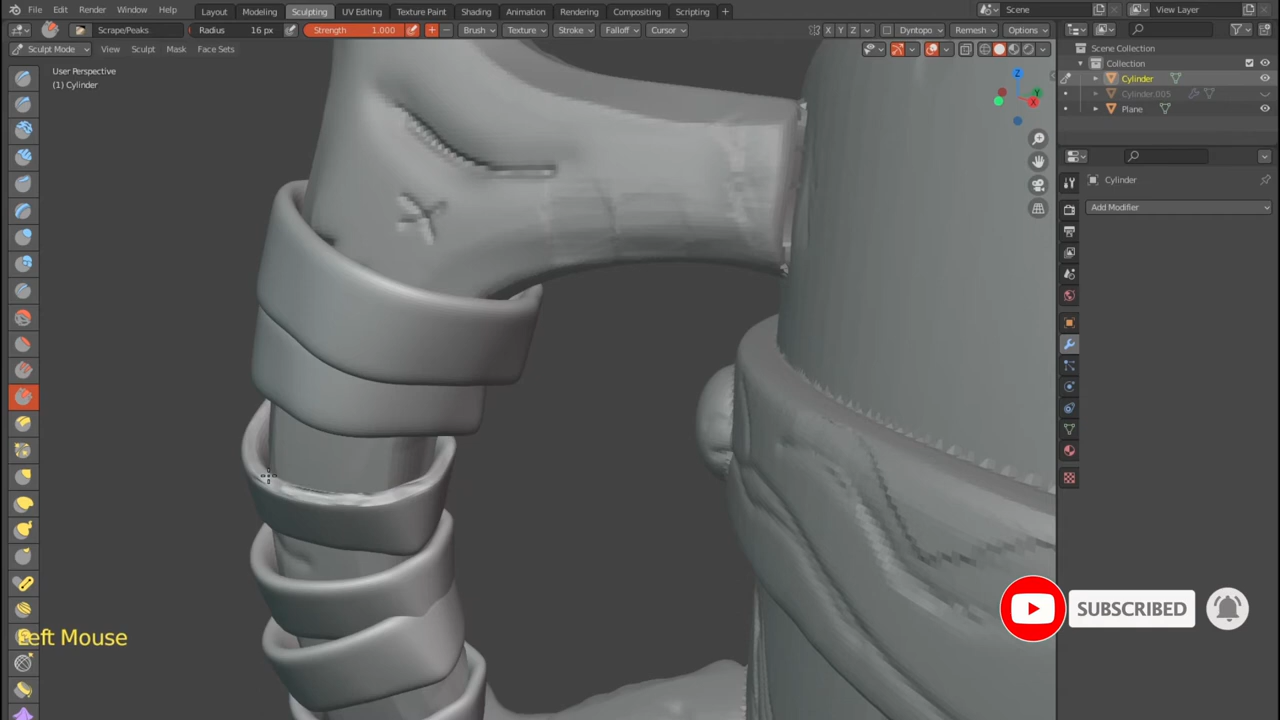 File Edit Render Window Help Layout Modeling Sculpting UV Editing Texture Paint Shading Animation Rendering Compositing Scripting + Scene View Layer
Scrape/Peaks Radius 16 px Strength 1.000 Brush Texture Stroke Falloff Cursor X Y Z Dyntopo Remesh Options
Sculpt Mode View Sculpt Mask Face Sets
User Perspective
(1) Cylinder
Z
Y
X
Scene Collection
Collection
Cylinder
Cylinder.005
Plane
Cylinder
Add Modifier
SUBSCRIBED
Left Mouse